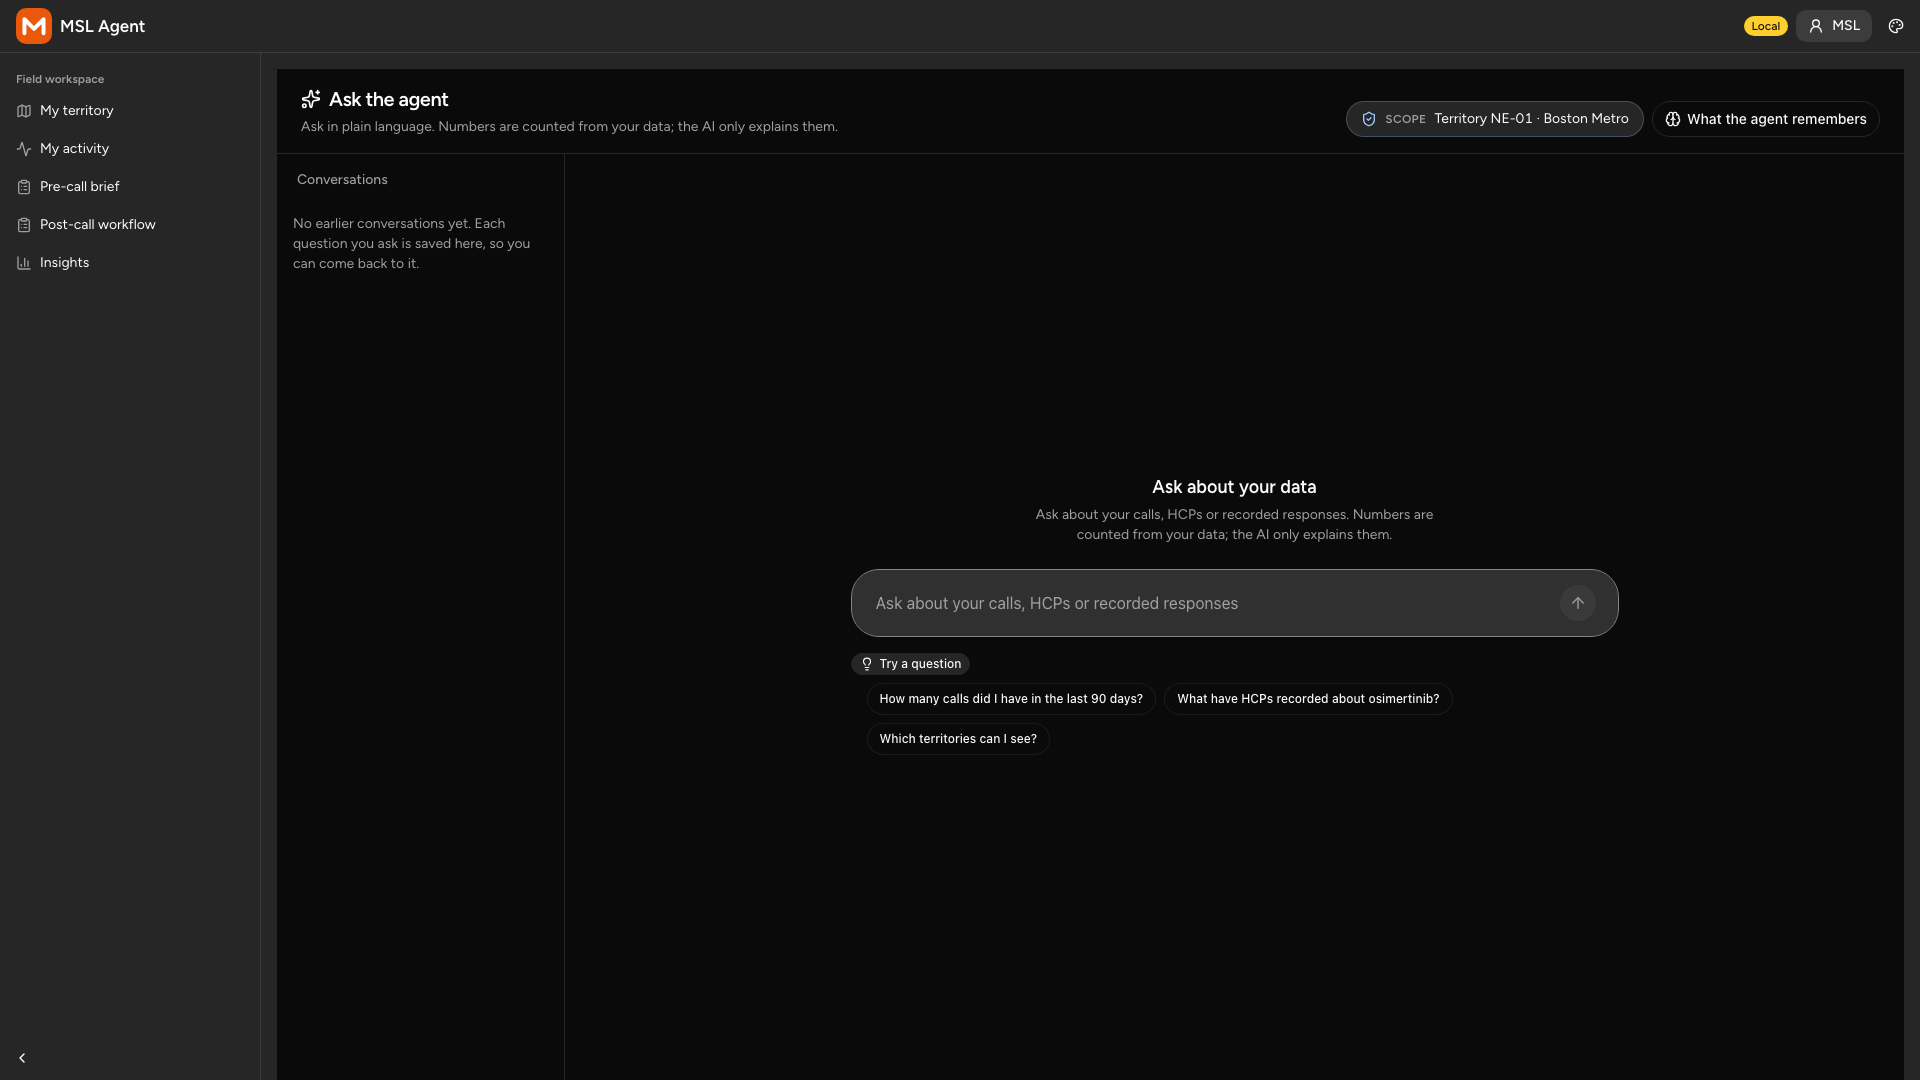 MSL Agent
Local
MSL
Field workspace
My territory
My activity
Pre-call brief
Post-call workflow
Insights
Ask the agent
Ask in plain language. Numbers are counted from your data; the AI only explains them.
SCOPE Territory NE-01 · Boston Metro
What the agent remembers
Conversations
No earlier conversations yet. Each
question you ask is saved here, so you
can come back to it.
Ask about your data
Ask about your calls, HCPs or recorded responses. Numbers are
counted from your data; the AI only explains them.
Ask about your calls, HCPs or recorded responses
Try a question
How many calls did I have in the last 90 days?
What have HCPs recorded about osimertinib?
Which territories can I see?